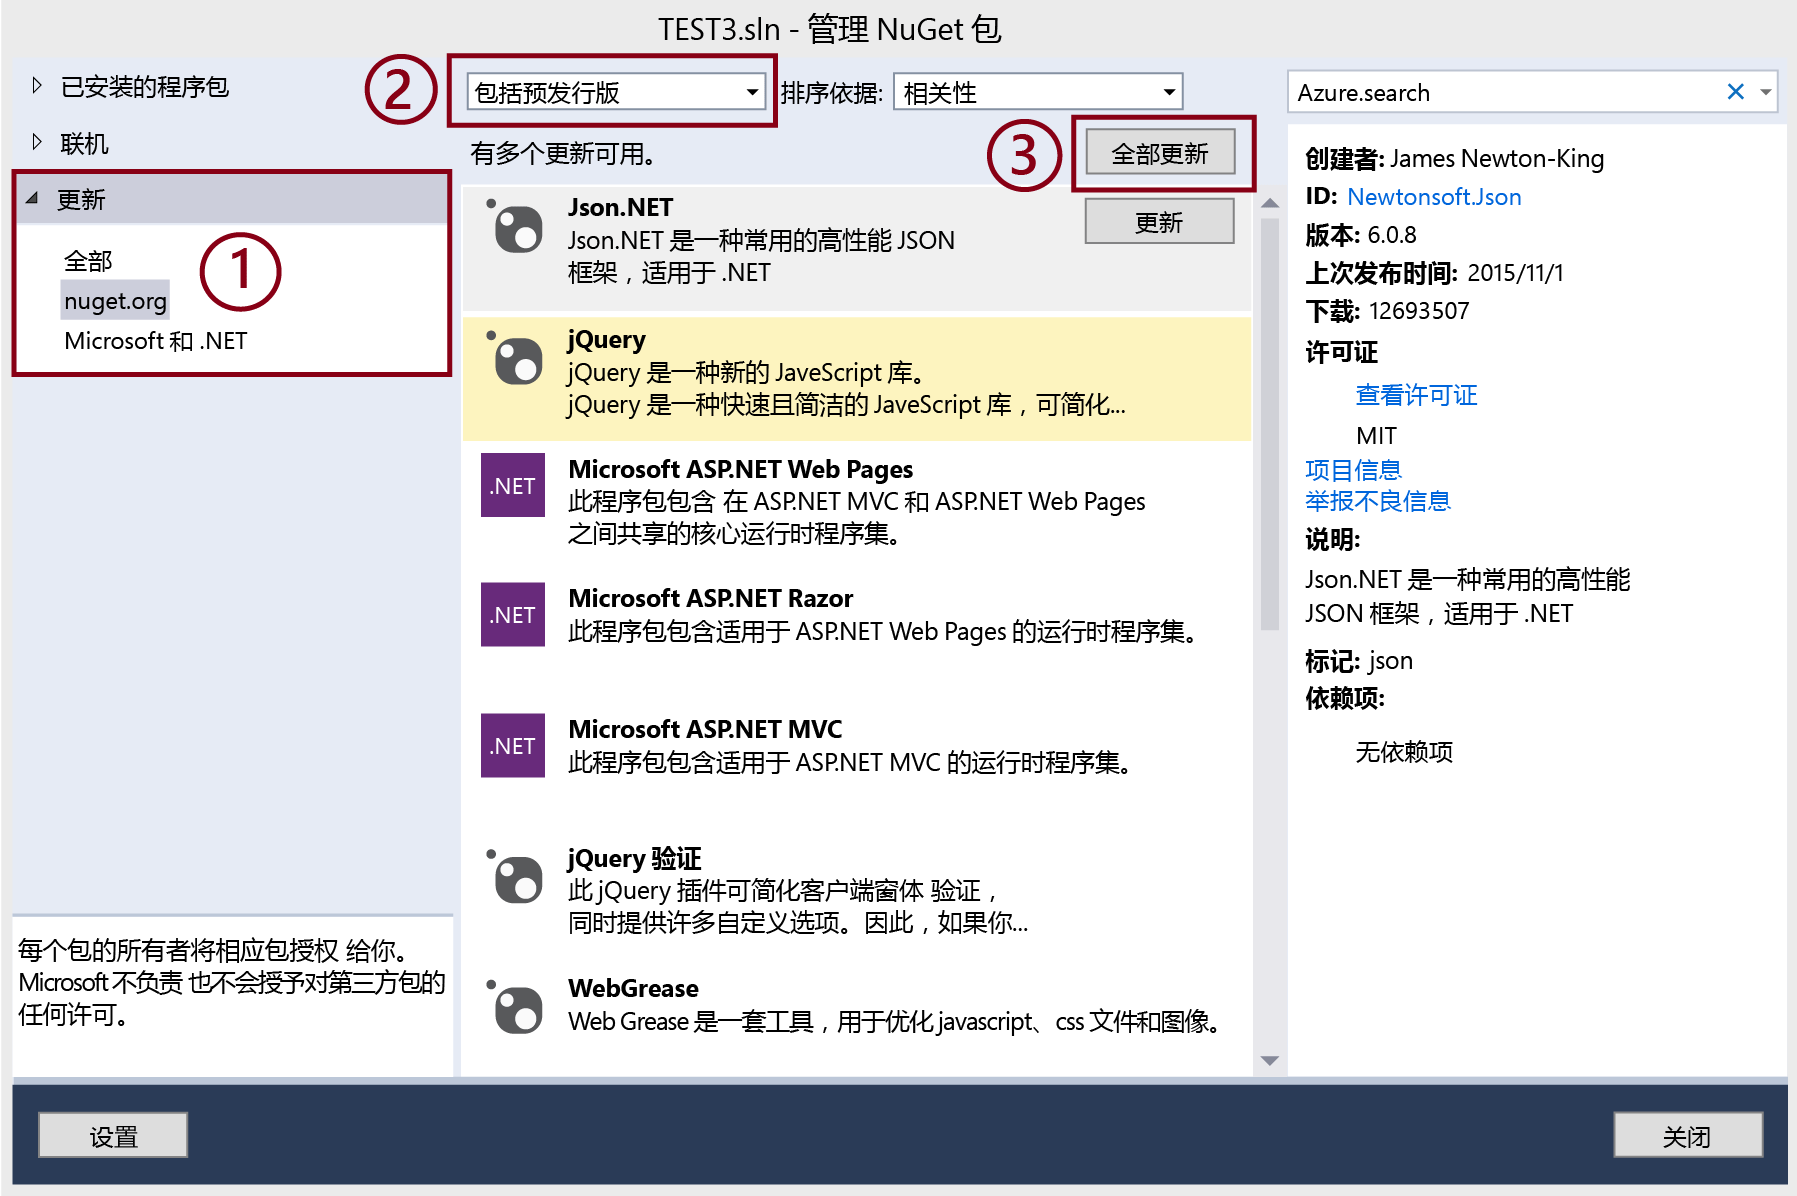 TEST3.sln - 管理 NuGet 包
已安装的程序包
联机
更新
全部
nuget.org
Microsoft 和 .NET
①
②
包括预发行版
排序依据: 相关性
有多个更新可用。
③
全部更新
Json.NET
Json.NET 是一种常用的高性能 JSON
框架，适用于 .NET
更新
jQuery
jQuery 是一种新的 JaveScript 库。
jQuery 是一种快速且简洁的 JaveScript 库，可简化...
.NET
Microsoft ASP.NET Web Pages
此程序包包含 在 ASP.NET MVC 和 ASP.NET Web Pages
之间共享的核心运行时程序集。
.NET
Microsoft ASP.NET Razor
此程序包包含适用于 ASP.NET Web Pages 的运行时程序集。
.NET
Microsoft ASP.NET MVC
此程序包包含适用于 ASP.NET MVC 的运行时程序集。
jQuery 验证
此 jQuery 插件可简化客户端窗体 验证，
同时提供许多自定义选项。因此，如果你...
WebGrease
Web Grease 是一套工具，用于优化 javascript、css 文件和图像。
Azure.search
创建者: James Newton-King
ID: Newtonsoft.Json
版本: 6.0.8
上次发布时间: 2015/11/1
下载: 12693507
许可证
查看许可证
MIT
项目信息
举报不良信息
说明:
Json.NET 是一种常用的高性能
JSON 框架，适用于 .NET
标记: json
依赖项:
无依赖项
每个包的所有者将相应包授权 给你。
Microsoft 不负责 也不会授予对第三方包的
任何许可。
设置
关闭